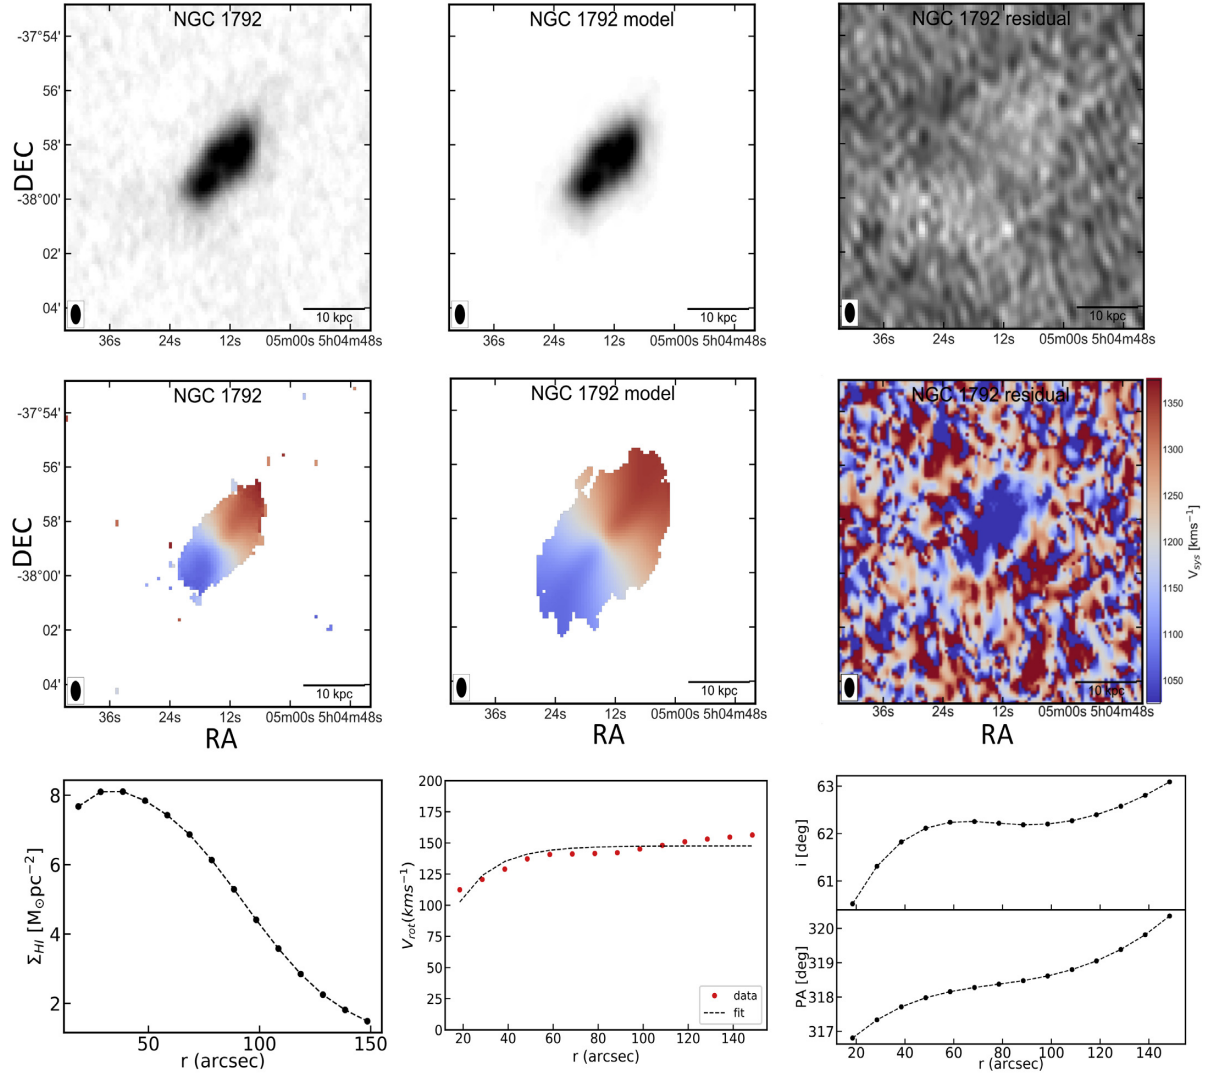 NGC 1792
NGC 1792 model
NGC 1792 residual
DEC
-37°54'
56'
58'
-38°00'
02'
04'
10 kpc
10 kpc
10 kpc
36s 24s 12s 05m00s 5h04m48s
36s 24s 12s 05m00s 5h04m48s
36s 24s 12s 05m00s 5h04m48s
NGC 1792
NGC 1792 model
NGC 1792 residual
DEC
-37°54'
56'
58'
-38°00'
02'
04'
10 kpc
10 kpc
10 kpc
36s 24s 12s 05m00s 5h04m48s
36s 24s 12s 05m00s 5h04m48s
36s 24s 12s 05m00s 5h04m48s
RA
RA
RA
1350
1300
1250
1200
1150
1100
1050
V_sys [kms⁻¹]
Σ_HI [M⊙pc⁻²]
8
6
4
2
50 100 150
r (arcsec)
V_rot(kms⁻¹)
200
175
150
125
100
75
50
25
0
data
fit
20 40 60 80 100 120 140
r (arcsec)
i [deg]
63
62
61
PA [deg]
320
319
318
317
20 40 60 80 100 120 140
r (arcsec)